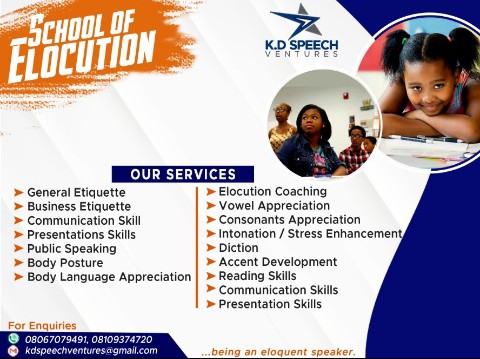 SCHOOL OF
ELOCUTION
K.D SPEECH
VENTURES
OUR SERVICES
General Etiquette
Business Etiquette
Communication Skill
Presentations Skills
Public Speaking
Body Posture
Body Language Appreciation
Elocution Coaching
Vowel Appreciation
Consonants Appreciation
Intonation / Stress Enhancement
Diction
Accent Development
Reading Skills
Communication Skills
Presentation Skills
For Enquiries
08067079491, 08109374720
kdspeechventures@gmail.com
...being an eloquent speaker.